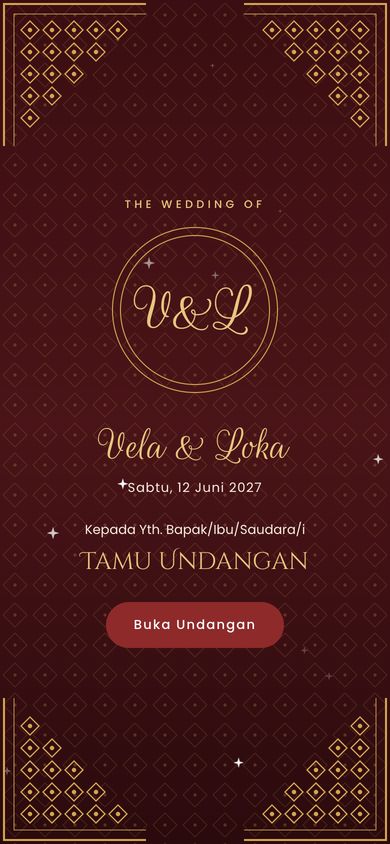 THE WEDDING OF
V&L
Vela & Loka
Sabtu, 12 Juni 2027
Kepada Yth. Bapak/Ibu/Saudara/i
TAMU UNDANGAN
Buka Undangan